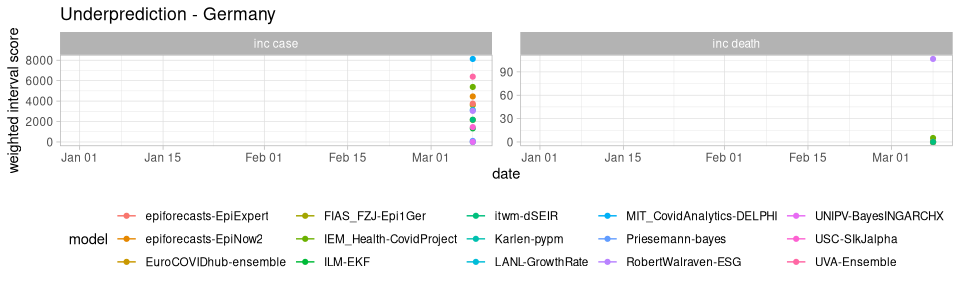 Underprediction - Germany
inc case
inc death
weighted interval score
8000
6000
4000
2000
0
90
60
30
0
Jan 01
Jan 15
Feb 01
Feb 15
Mar 01
Jan 01
Jan 15
Feb 01
Feb 15
Mar 01
date
model
epiforecasts-EpiExpert
FIAS_FZJ-Epi1Ger
itwm-dSEIR
MIT_CovidAnalytics-DELPHI
UNIPV-BayesINGARCHX
epiforecasts-EpiNow2
IEM_Health-CovidProject
Karlen-pypm
Priesemann-bayes
USC-SIkJalpha
EuroCOVIDhub-ensemble
ILM-EKF
LANL-GrowthRate
RobertWalraven-ESG
UVA-Ensemble